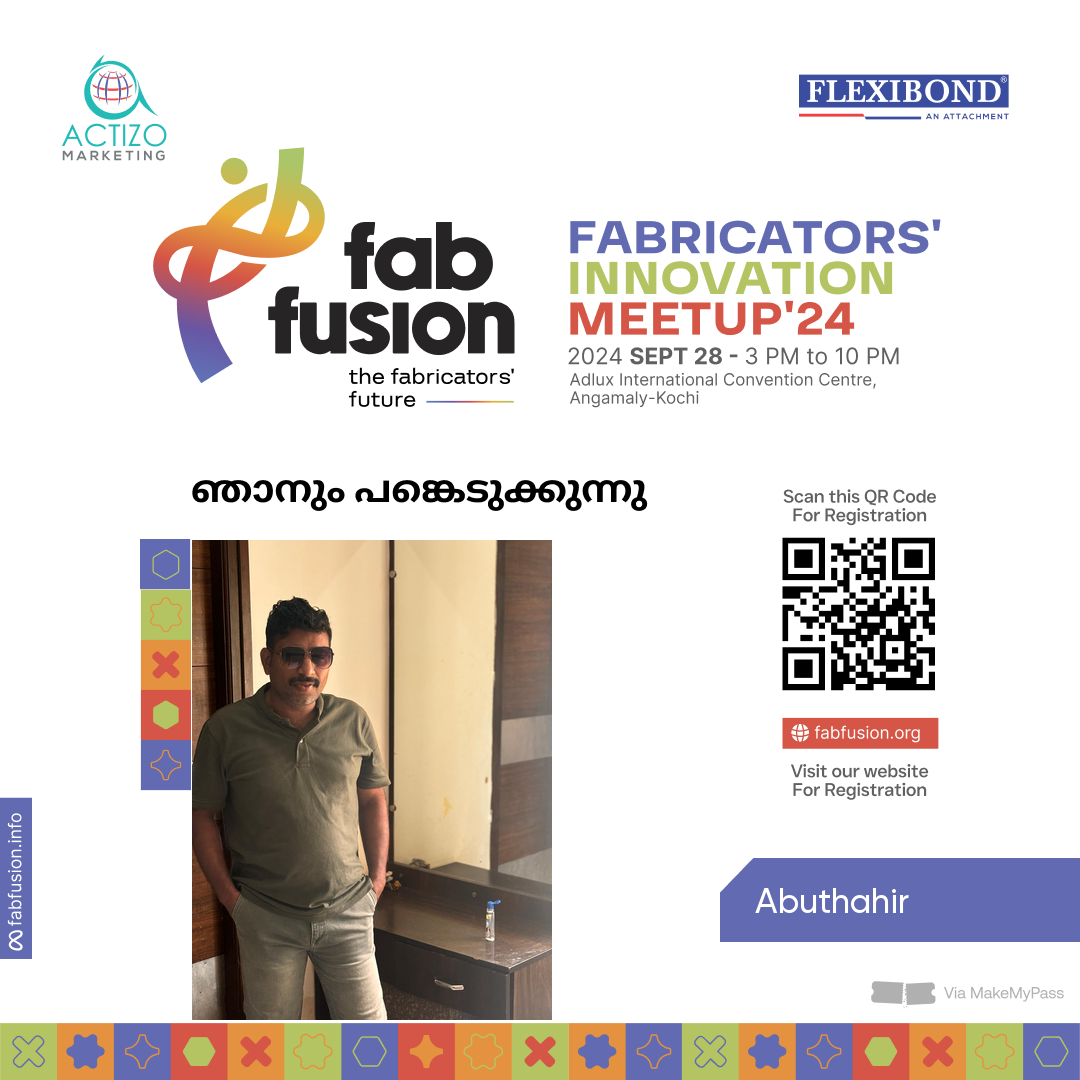 ACTIZO
MARKETING
FLEXIBOND®
AN ATTACHMENT
fab
fusion
the fabricators'
future
FABRICATORS'
INNOVATION
MEETUP'24
2024 SEPT 28 - 3 PM to 10 PM
Adlux International Convention Centre,
Angamaly-Kochi
ഞാനും പങ്കെടുക്കുന്നു
Scan this QR Code
For Registration
fabfusion.org
Visit our website
For Registration
fabfusion.info
Abuthahir
Via MakeMyPass